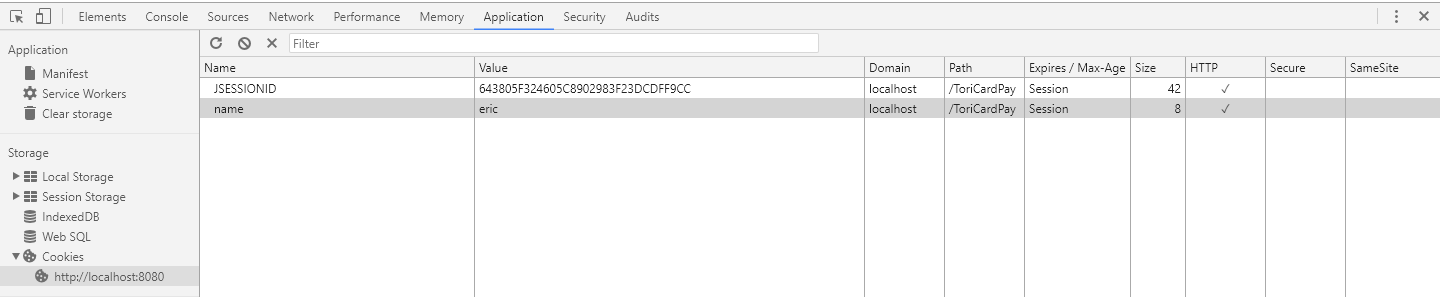 Elements Console Sources Network Performance Memory Application Security Audits
Application
Manifest
Service Workers
Clear storage
Storage
Local Storage
Session Storage
IndexedDB
Web SQL
Cookies
http://localhost:8080
Filter
Name Value Domain Path Expires / Max-Age Size HTTP Secure SameSite
JSESSIONID 643805F324605C8902983F23DCDFF9CC localhost /ToriCardPay Session 42 ✓
name eric localhost /ToriCardPay Session 8 ✓